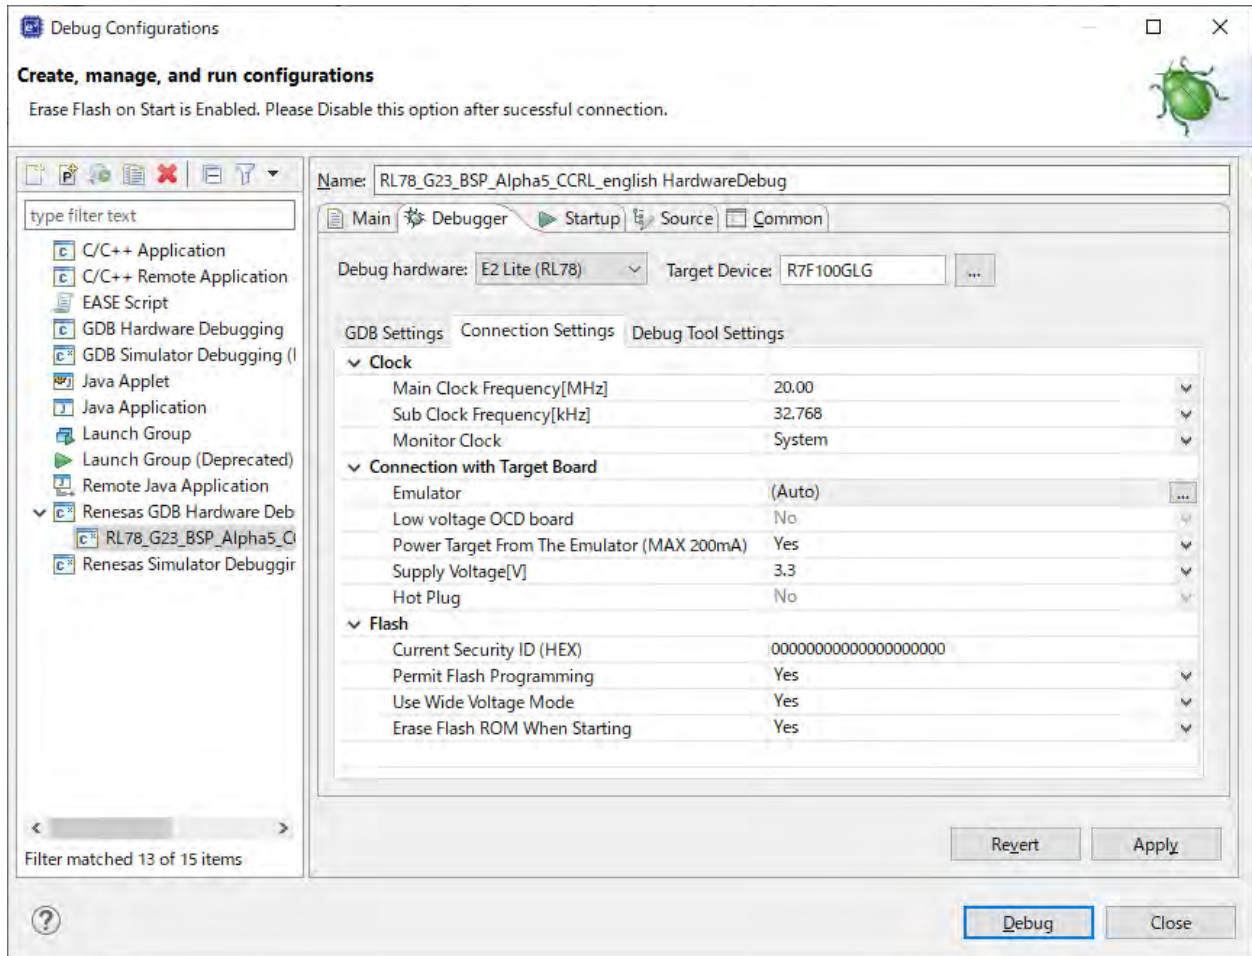 Debug Configurations
Create, manage, and run configurations
Erase Flash on Start is Enabled. Please Disable this option after sucessful connection.
type filter text
C/C++ Application
C/C++ Remote Application
EASE Script
GDB Hardware Debugging
GDB Simulator Debugging (
Java Applet
Java Application
Launch Group
Launch Group (Deprecated)
Remote Java Application
Renesas GDB Hardware Deb
RL78_G23_BSP_Alpha5_C
Renesas Simulator Debuggin
Filter matched 13 of 15 items
Name: RL78_G23_BSP_Alpha5_CCRL_english HardwareDebug
Main Debugger Startup Source Common
Debug hardware: E2 Lite (RL78) Target Device: R7F100GLG ...
GDB Settings Connection Settings Debug Tool Settings
Clock
Main Clock Frequency[MHz] 20.00
Sub Clock Frequency[kHz] 32.768
Monitor Clock System
Connection with Target Board
Emulator (Auto) ...
Low voltage OCD board No
Power Target From The Emulator (MAX 200mA) Yes
Supply Voltage[V] 3.3
Hot Plug No
Flash
Current Security ID (HEX) 00000000000000000000
Permit Flash Programming Yes
Use Wide Voltage Mode Yes
Erase Flash ROM When Starting Yes
Revert Apply
? Debug Close